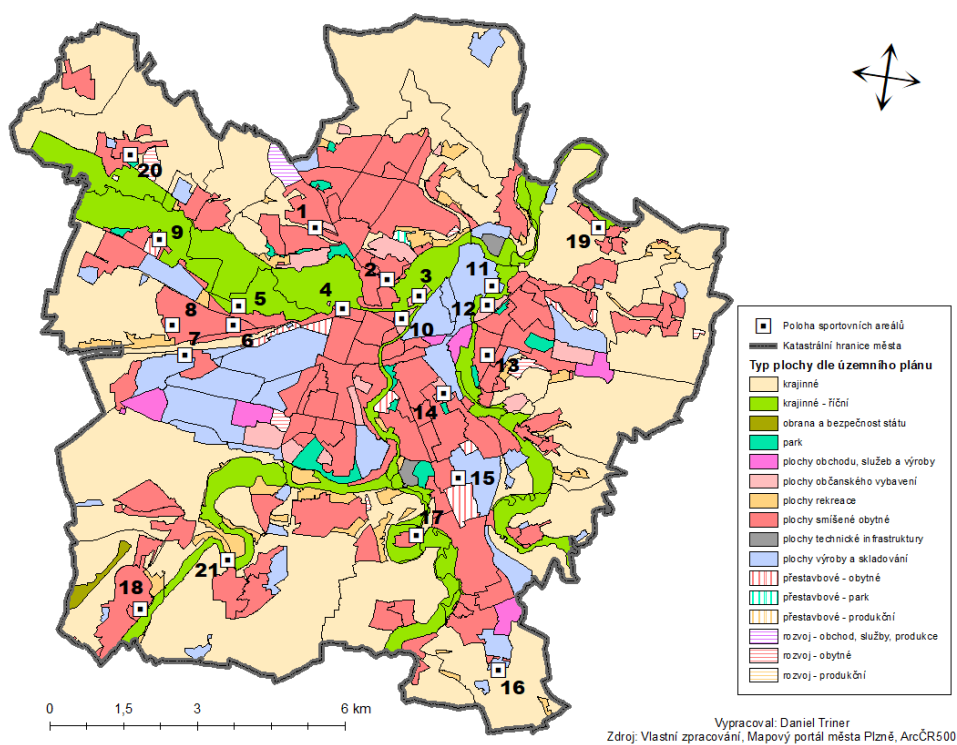 20
1
9
19
2
3
11
5
4
12
8
10
7
6
13
14
15
17
21
18
16
Poloha sportovních areálů
Katastrální hranice města
Typ plochy dle územního plánu
krajinné
krajinné - říční
obrana a bezpečnost státu
park
plochy obchodu, služeb a výroby
plochy občanského vybavení
plochy rekreace
plochy smíšené obytné
plochy technické infrastruktury
plochy výroby a skladování
přestavbové - obytné
přestavbové - park
přestavbové - produkční
rozvoj - obchod, služby, produkce
rozvoj - obytné
rozvoj - produkční
0 1,5 3 6 km
Vypracoval: Daniel Triner
Zdroj: Vlastní zpracování, Mapový portál města Plzně, ArcČR500